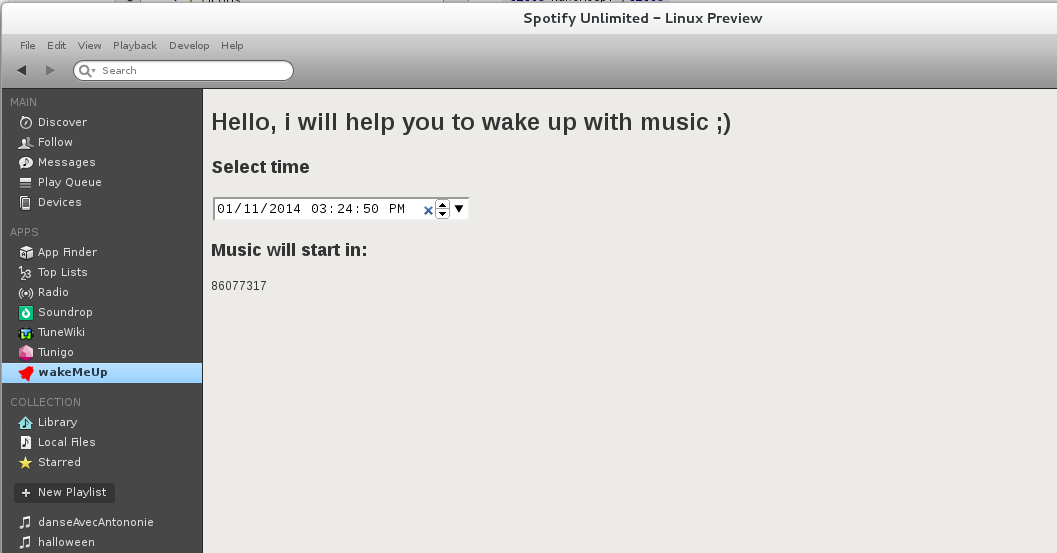 Spotify Unlimited – Linux Preview
File Edit View Playback Develop Help
Search
MAIN
Discover
Follow
Messages
Play Queue
Devices
APPS
App Finder
Top Lists
Radio
Soundrop
TuneWiki
Tunigo
wakeMeUp
COLLECTION
Library
Local Files
Starred
+ New Playlist
danseAvecAntononie
halloween
Hello, i will help you to wake up with music ;)
Select time
01/11/2014 03:24:50 PM
Music will start in:
86077317